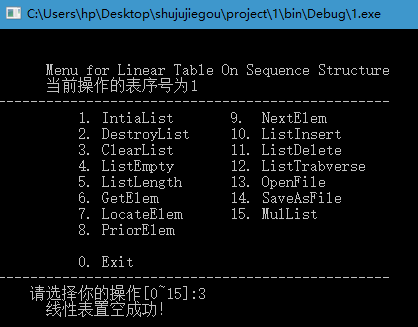 C:\Users\hp\Desktop\shujujiegou\project\1\bin\Debug\1.exe
Menu for Linear Table On Sequence Structure
当前操作的表序号为1
-------------------------------------------------
1. IntiaList 9. NextElem
2. DestroyList 10. ListInsert
3. ClearList 11. ListDelete
4. ListEmpty 12. ListTrabverse
5. ListLength 13. OpenFile
6. GetElem 14. SaveAsFile
7. LocateElem 15. MulList
8. PriorElem
0. Exit
-------------------------------------------------
请选择你的操作[0~15]:3
线性表置空成功!